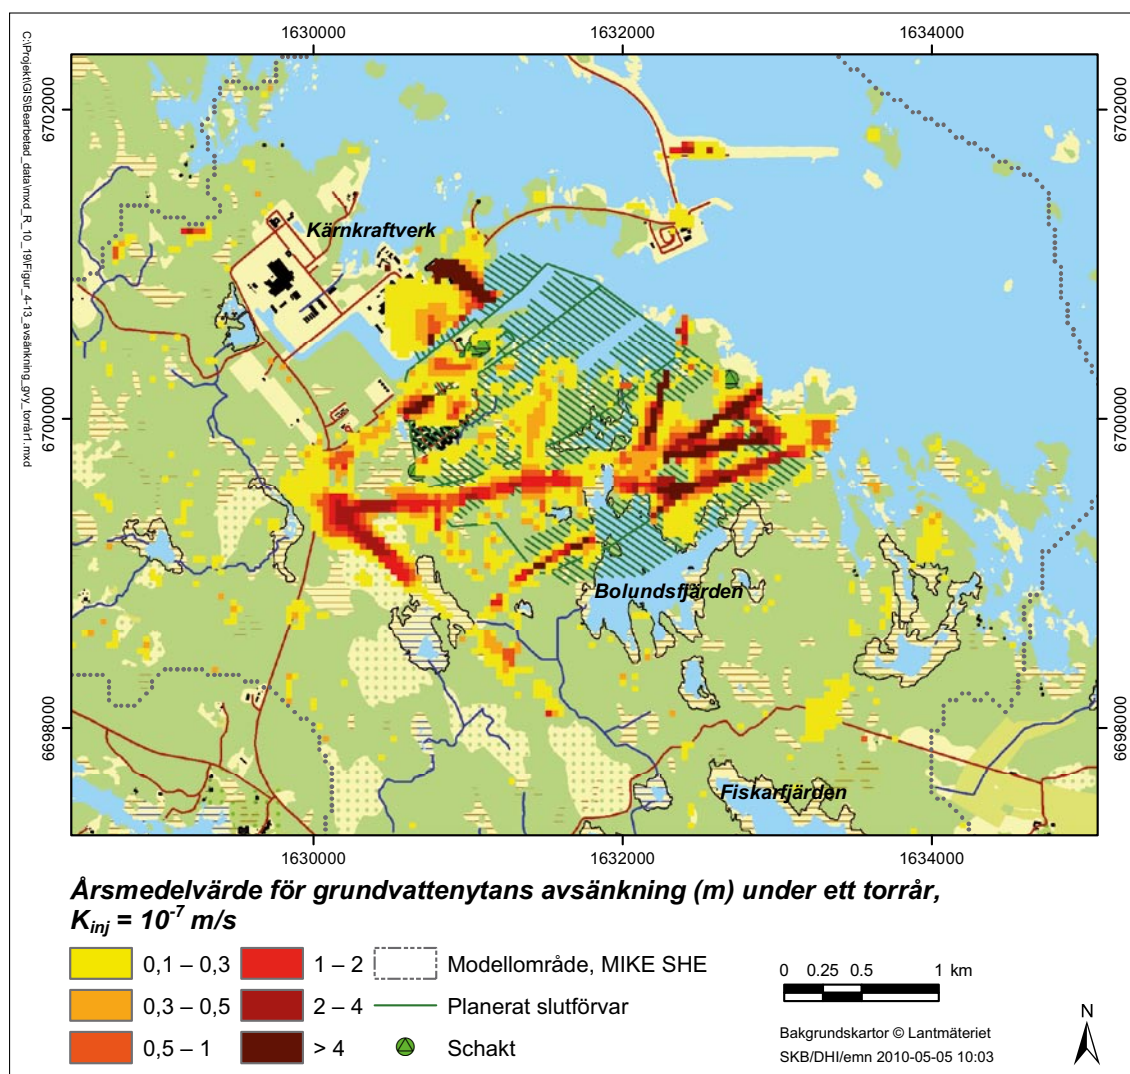 1630000 1632000 1634000
C:\Projekt\GIS\Bearbetad_data\mxd_R_10_19\Figur_4-13_avsänkning_gvy_torrår1.mxd
6702000 6702000
Kärnkraftverk
6700000 6700000
Bolundsfjärden
6698000 6698000
Fiskarfjärden
1630000 1632000 1634000
Årsmedelvärde för grundvattenytans avsänkning (m) under ett torrår,
Kinj = 10-7 m/s
0,1 – 0,3 1 – 2 Modellområde, MIKE SHE
0,3 – 0,5 2 – 4 Planerat slutförvar
0,5 – 1 > 4 Schakt
0 0.25 0.5 1 km
Bakgrundskartor © Lantmäteriet
SKB/DHI/emn 2010-05-05 10:03
N